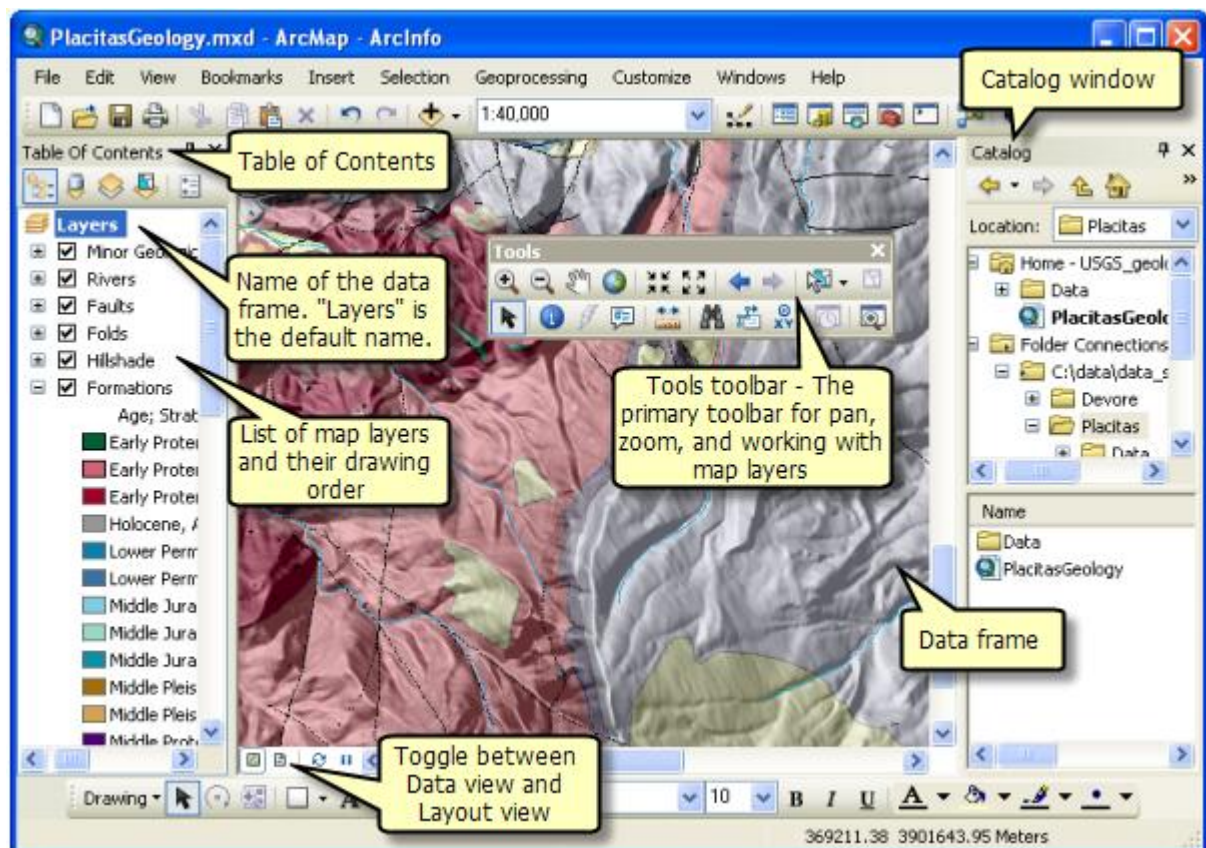 PlacitasGeology.mxd - ArcMap - ArcInfo
File Edit View Bookmarks Insert Selection Geoprocessing Customize Windows Help
Catalog window
1:40,000
Table Of Contents
Table of Contents
Layers
Minor Geo
Rivers
Faults
Folds
Hillshade
Formations
Age; Strat
Early Proter
Early Proter
Early Proter
Holocene, A
Lower Perm
Lower Perm
Middle Jura
Middle Jura
Middle Jura
Middle Pleis
Middle Pleis
Middle Prot
Name of the data
frame. "Layers" is
the default name.
List of map layers
and their drawing
order
Tools
XY
Tools toolbar - The
primary toolbar for pan,
zoom, and working with
map layers
Data frame
Toggle between
Data view and
Layout view
Catalog
Location: Placitas
Home - USGS_geol
Data
PlacitasGeol
Folder Connections
C:\data\data_s
Devore
Placitas
Data
Name
Data
PlacitasGeology
Drawing A 10 B I U A
369211.38 3901643.95 Meters